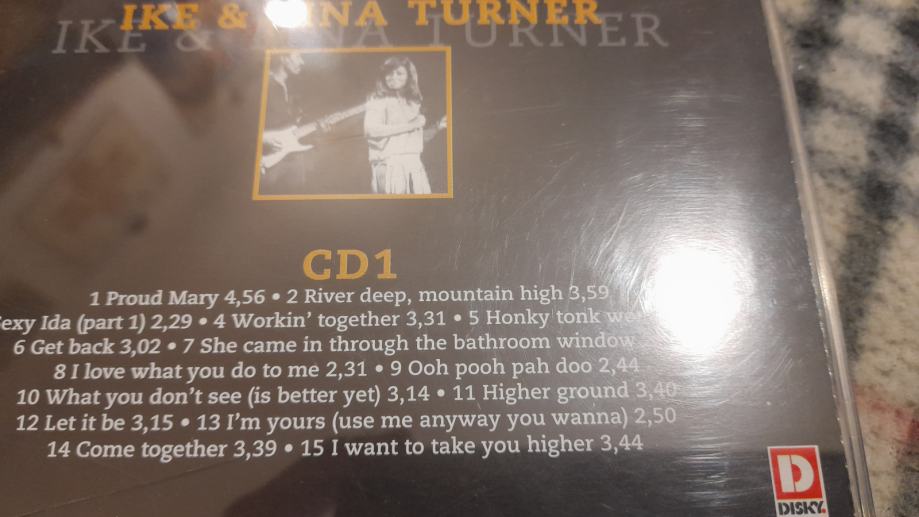 IKE & TINA TURNER
IKE & TINA TURNER
CD1
1 Proud Mary 4,56 • 2 River deep, mountain high 3,59
Sexy Ida (part 1) 2,29 • 4 Workin' together 3,31 • 5 Honky tonk
6 Get back 3,02 • 7 She came in through the bathroom window
8 I love what you do to me 2,31 • 9 Ooh pooh pah doo 2,44
10 What you don't see (is better yet) 3,14 • 11 Higher ground 3,40
12 Let it be 3,15 • 13 I'm yours (use me anyway you wanna) 2,50
14 Come together 3,39 • 15 I want to take you higher 3,44
D
DISKY.